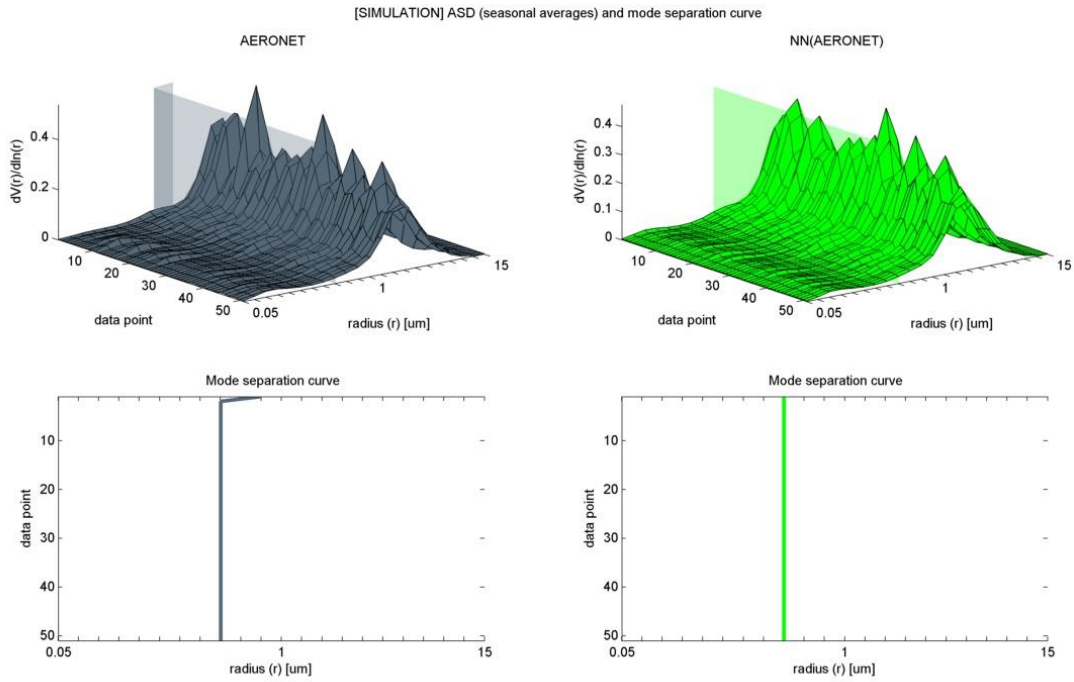 [SIMULATION] ASD (seasonal averages) and mode separation curve
AERONET
NN(AERONET)
dV(r)/dln(r)
0.4
0.2
0
10
20
30
40
50
data point
0.05
1
15
radius (r) [um]
dV(r)/dln(r)
0.4
0.3
0.2
0.1
0
10
20
30
40
50
data point
0.05
1
15
radius (r) [um]
Mode separation curve
data point
10
20
30
40
50
0.05
1
15
radius (r) [um]
Mode separation curve
data point
10
20
30
40
50
0.05
1
15
radius (r) [um]